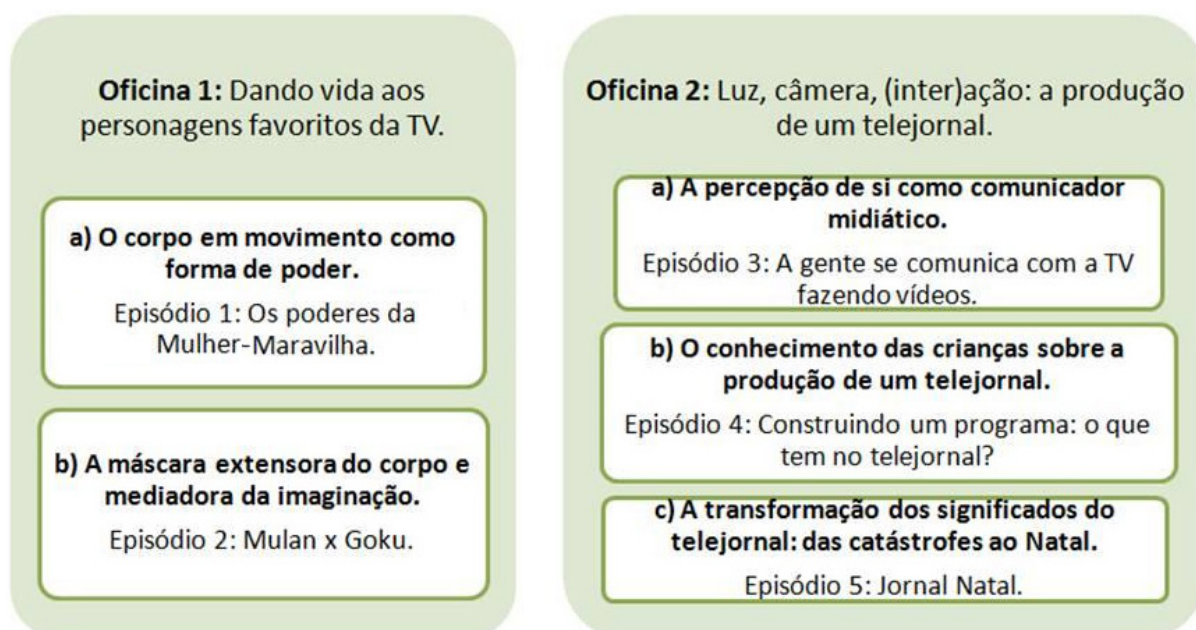 Oficina 1: Dando vida aos
personagens favoritos da TV.
a) O corpo em movimento como
forma de poder.
Episódio 1: Os poderes da
Mulher-Maravilha.
b) A máscara extensora do corpo e
mediadora da imaginação.
Episódio 2: Mulan x Goku.
Oficina 2: Luz, câmera, (inter)ação: a produção
de um telejornal.
a) A percepção de si como comunicador
midiático.
Episódio 3: A gente se comunica com a TV
fazendo vídeos.
b) O conhecimento das crianças sobre a
produção de um telejornal.
Episódio 4: Construindo um programa: o que
tem no telejornal?
c) A transformação dos significados do
telejornal: das catástrofes ao Natal.
Episódio 5: Jornal Natal.